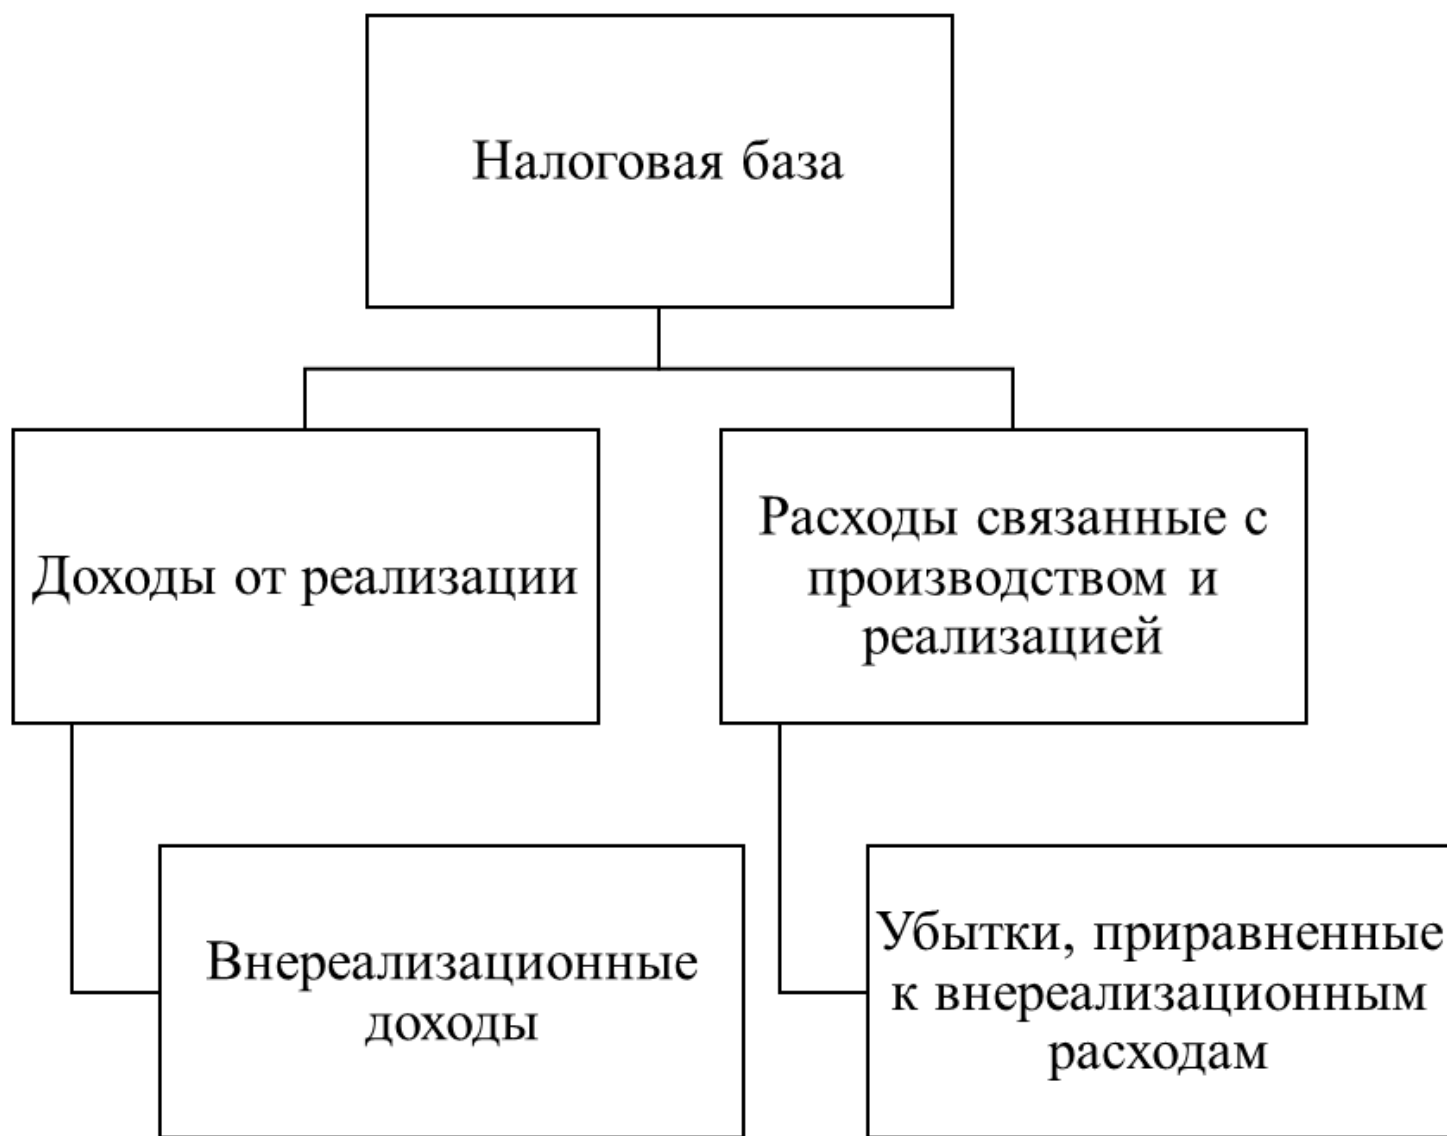 Налоговая база
Доходы от реализации
Расходы связанные с
производством и
реализацией
Внереализационные
доходы
Убытки, приравненные
к внереализационным
расходам